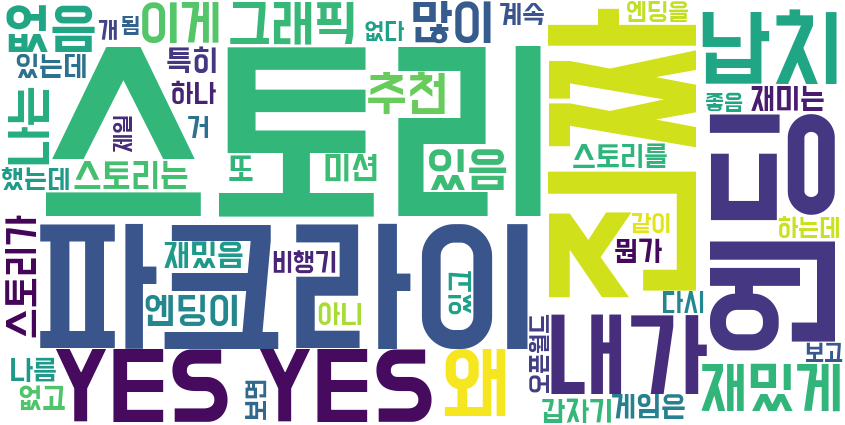 없음
개
됨
이게
그래픽
없다
많이
계속
엔딩을
납치
있는데
특히
하나
추천
진짜
좋음
재미는
나는
스토리
제일
거
했는데
스토리는
또
미션
있음
스토리를
엔딩
스토리가
파크라이
재밌음
비행기
뭔가
같이
하는데
엔딩이
아니
있고
다시
오픈월드
내가
보고
나름
없고
YES YES
왜
갑자기
게임은
재밌게